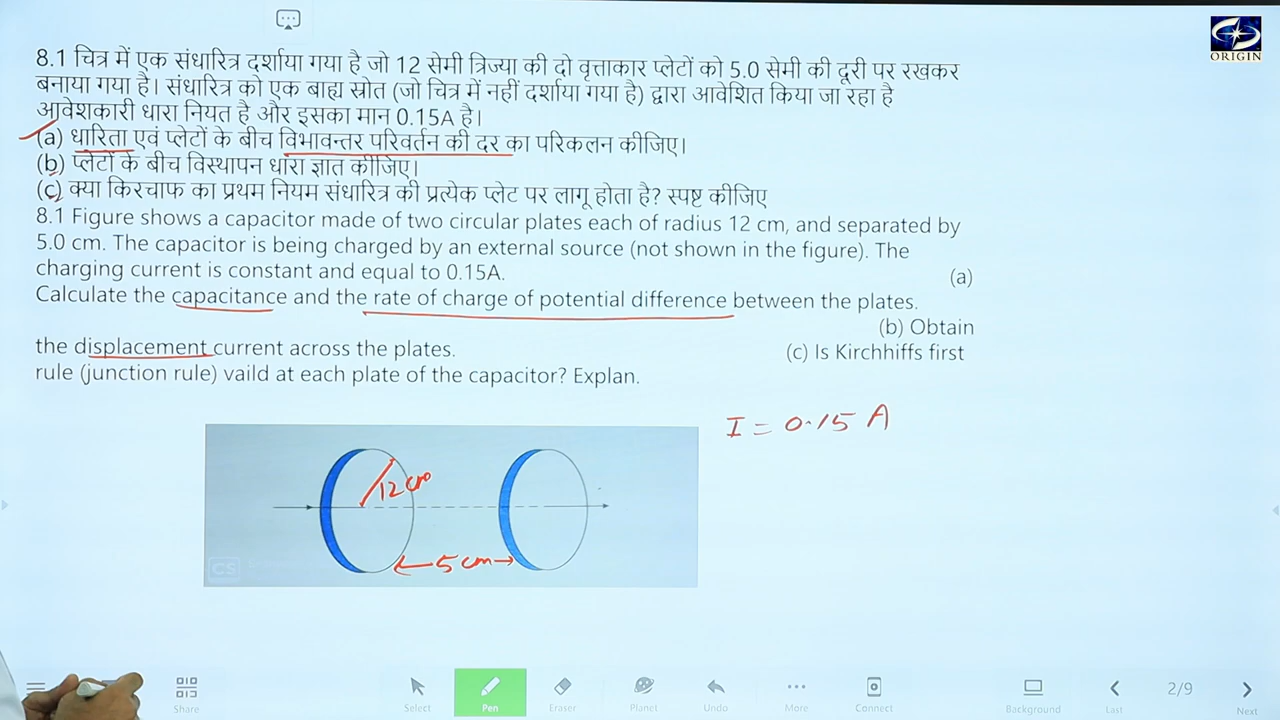 ORIGIN
8.1 चित्र में एक संधारित्र दर्शाया गया है जो 12 सेमी त्रिज्या की दो वृत्ताकार प्लेटों को 5.0 सेमी की दूरी पर रखकर
बनाया गया है। संधारित्र को एक बाह्य स्रोत (जो चित्र में नहीं दर्शाया गया है) द्वारा आवेशित किया जा रहा है
आवेशकारी धारा नियत है और इसका मान 0.15A है।
(a) धारिता एवं प्लेटों के बीच विभावन्तर परिवर्तन की दर का परिकलन कीजिए।
(b) प्लेटों के बीच विस्थापन धारा ज्ञात कीजिए।
(c) क्या किरचाफ का प्रथम नियम संधारित्र की प्रत्येक प्लेट पर लागू होता है? स्पष्ट कीजिए
8.1 Figure shows a capacitor made of two circular plates each of radius 12 cm, and separated by
5.0 cm. The capacitor is being charged by an external source (not shown in the figure). The
charging current is constant and equal to 0.15A. (a)
Calculate the capacitance and the rate of charge of potential difference between the plates.
(b) Obtain
the displacement current across the plates. (c) Is Kirchhiffs first
rule (junction rule) vaild at each plate of the capacitor? Explan.
I = 0.15 A
12 cm
5 cm
CS
Share
Select
Pen
Eraser
Planet
Undo
More
Connect
Background
Last
2/9
Next